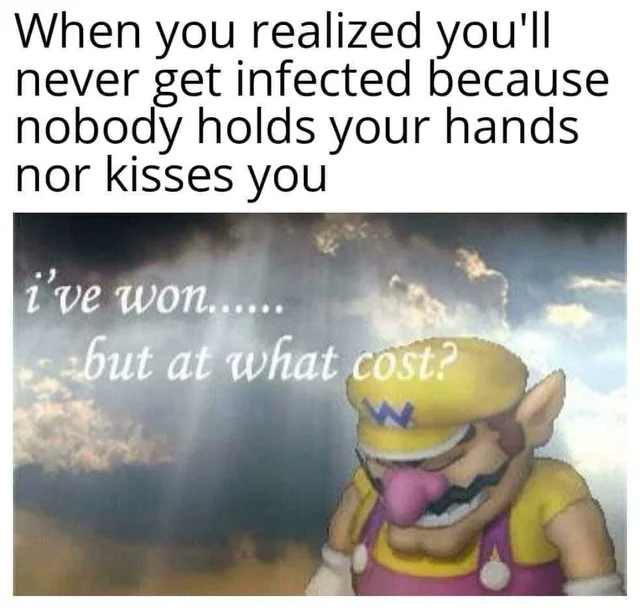 When you realized you'll
never get infected because
nobody holds your hands
nor kisses you
i've won......
but at what cost?
W